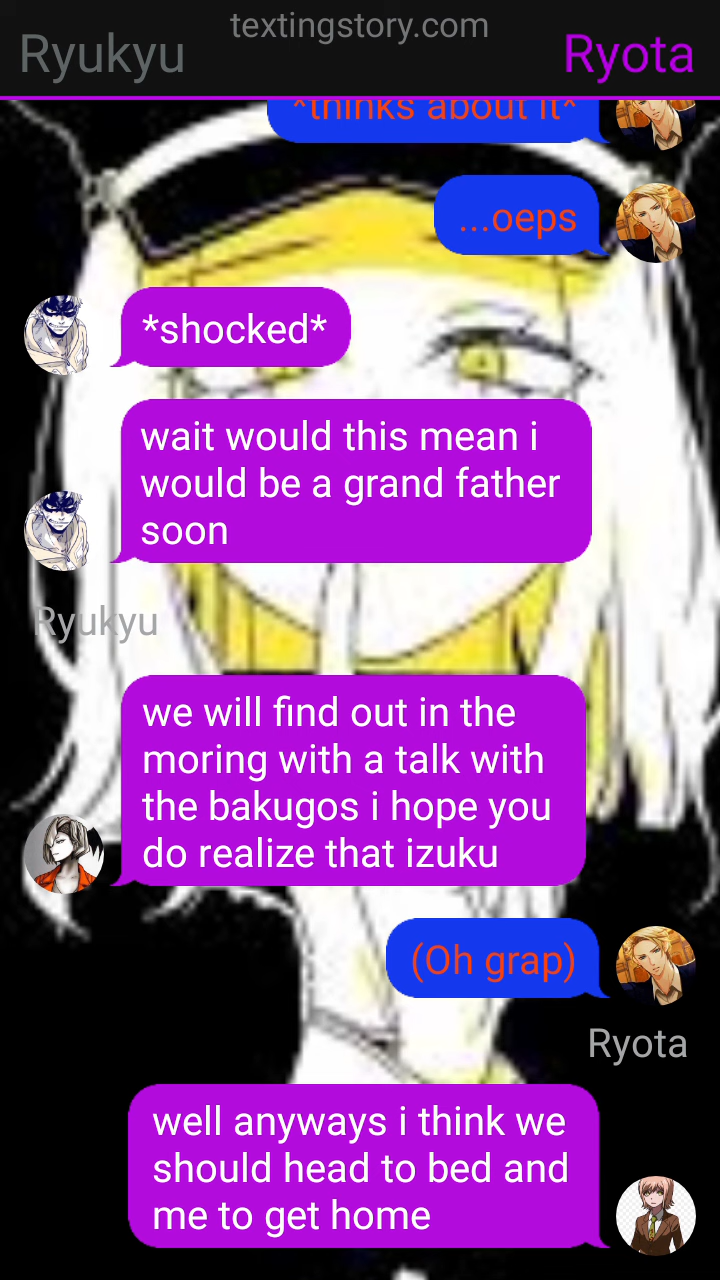 textingstory.com
Ryukyu
Ryota
*thinks about it*
...oeps
*shocked*
wait would this mean i
would be a grand father
soon
Ryukyu
we will find out in the
moring with a talk with
the bakugos i hope you
do realize that izuku
(Oh grap)
Ryota
well anyways i think we
should head to bed and
me to get home